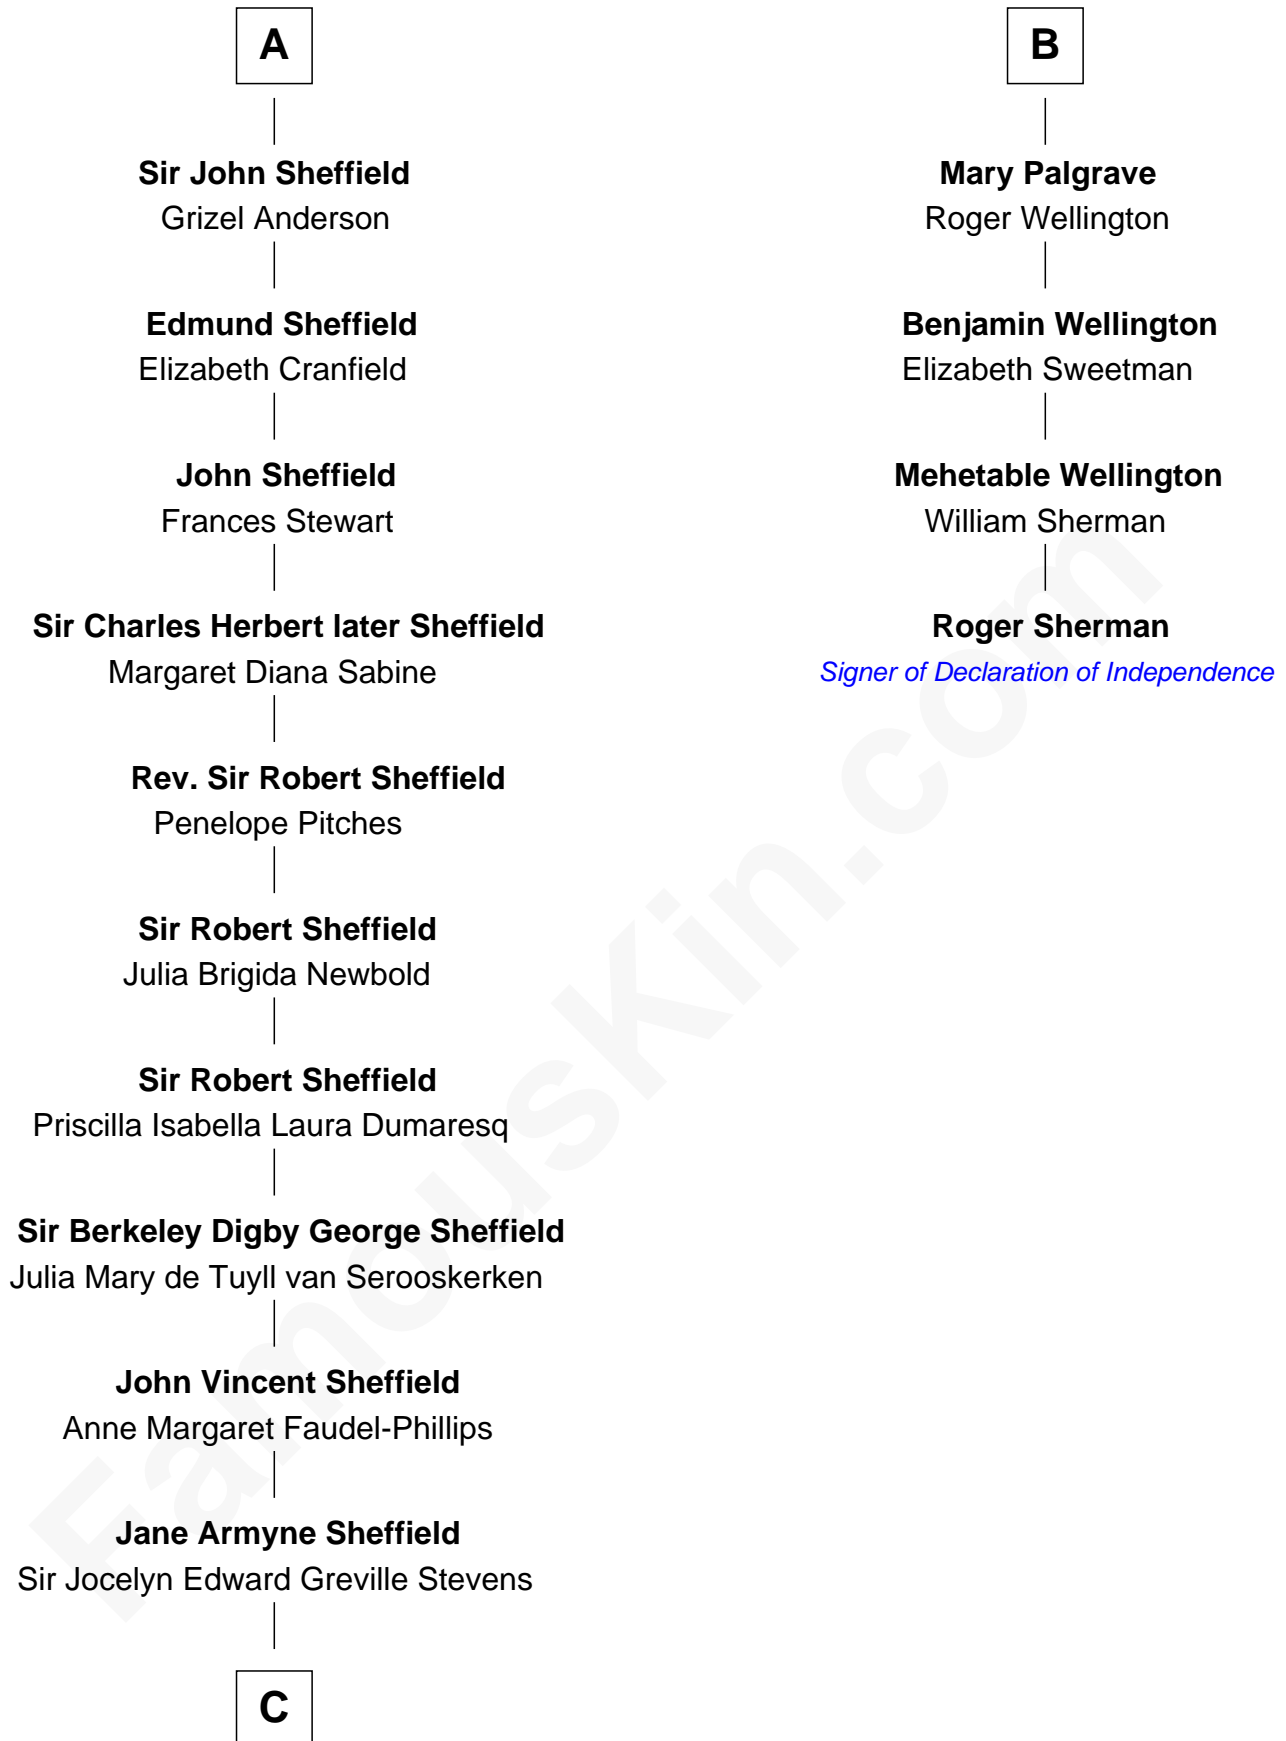 A
Sir John Sheffield
Grizel Anderson
Edmund Sheffield
Elizabeth Cranfield
John Sheffield
Frances Stewart
Sir Charles Herbert later Sheffield
Margaret Diana Sabine
Rev. Sir Robert Sheffield
Penelope Pitches
Sir Robert Sheffield
Julia Brigida Newbold
Sir Robert Sheffield
Priscilla Isabella Laura Dumaresq
Sir Berkeley Digby George Sheffield
Julia Mary de Tuyll van Serooskerken
John Vincent Sheffield
Anne Margaret Faudel-Phillips
Jane Armyne Sheffield
Sir Jocelyn Edward Greville Stevens
C
B
Mary Palgrave
Roger Wellington
Benjamin Wellington
Elizabeth Sweetman
Mehetable Wellington
William Sherman
Roger Sherman
Signer of Declaration of Independence
FamousKin.com